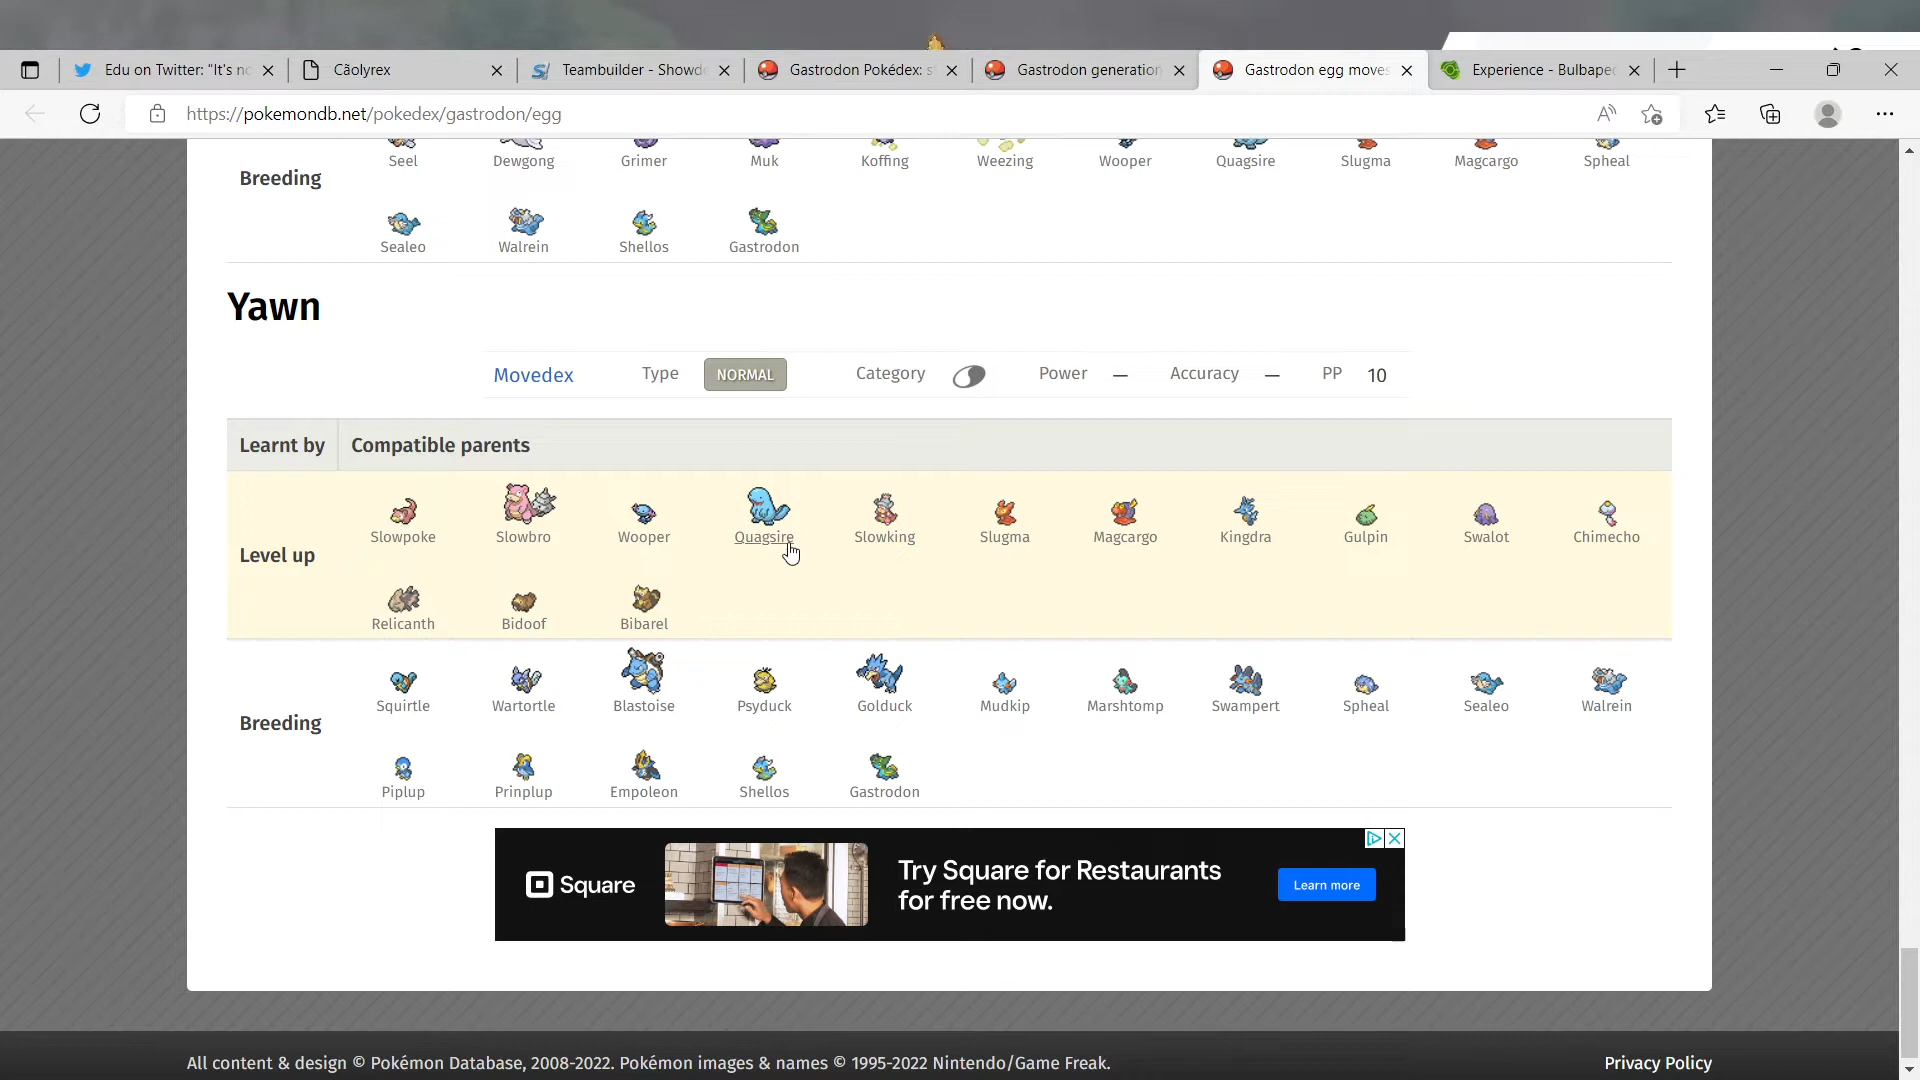 Edu on Twitter: "It's n
Cãolyrex
Teambuilder - Showd
Gastrodon Pokédex: s
Gastrodon generation
Gastrodon egg moves
Experience - Bulbaped
https://pokemondb.net/pokedex/gastrodon/egg
Breeding
Seel Dewgong Grimer Muk Koffing Weezing Wooper Quagsire Slugma Magcargo Spheal
Sealeo Walrein Shellos Gastrodon
Yawn
Movedex Type NORMAL Category Power — Accuracy — PP 10
Learnt by Compatible parents
Level up
Slowpoke Slowbro Wooper Quagsire Slowking Slugma Magcargo Kingdra Gulpin Swalot Chimecho
Relicanth Bidoof Bibarel
Breeding
Squirtle Wartortle Blastoise Psyduck Golduck Mudkip Marshtomp Swampert Spheal Sealeo Walrein
Piplup Prinplup Empoleon Shellos Gastrodon
Square
Try Square for Restaurants
for free now.
Learn more
All content & design © Pokémon Database, 2008-2022. Pokémon images & names © 1995-2022 Nintendo/Game Freak.
Privacy Policy